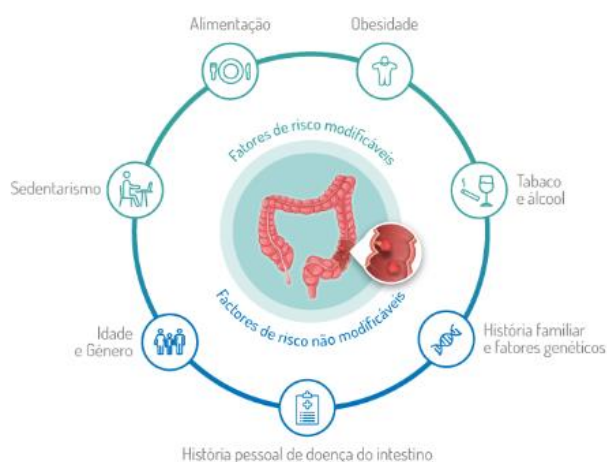 Alimentação
Obesidade
Fatores de risco modificáveis
Sedentarismo
Tabaco
e álcool
Factores de risco não modificáveis
Idade
e Género
História familiar
e fatores genéticos
História pessoal de doença do intestino